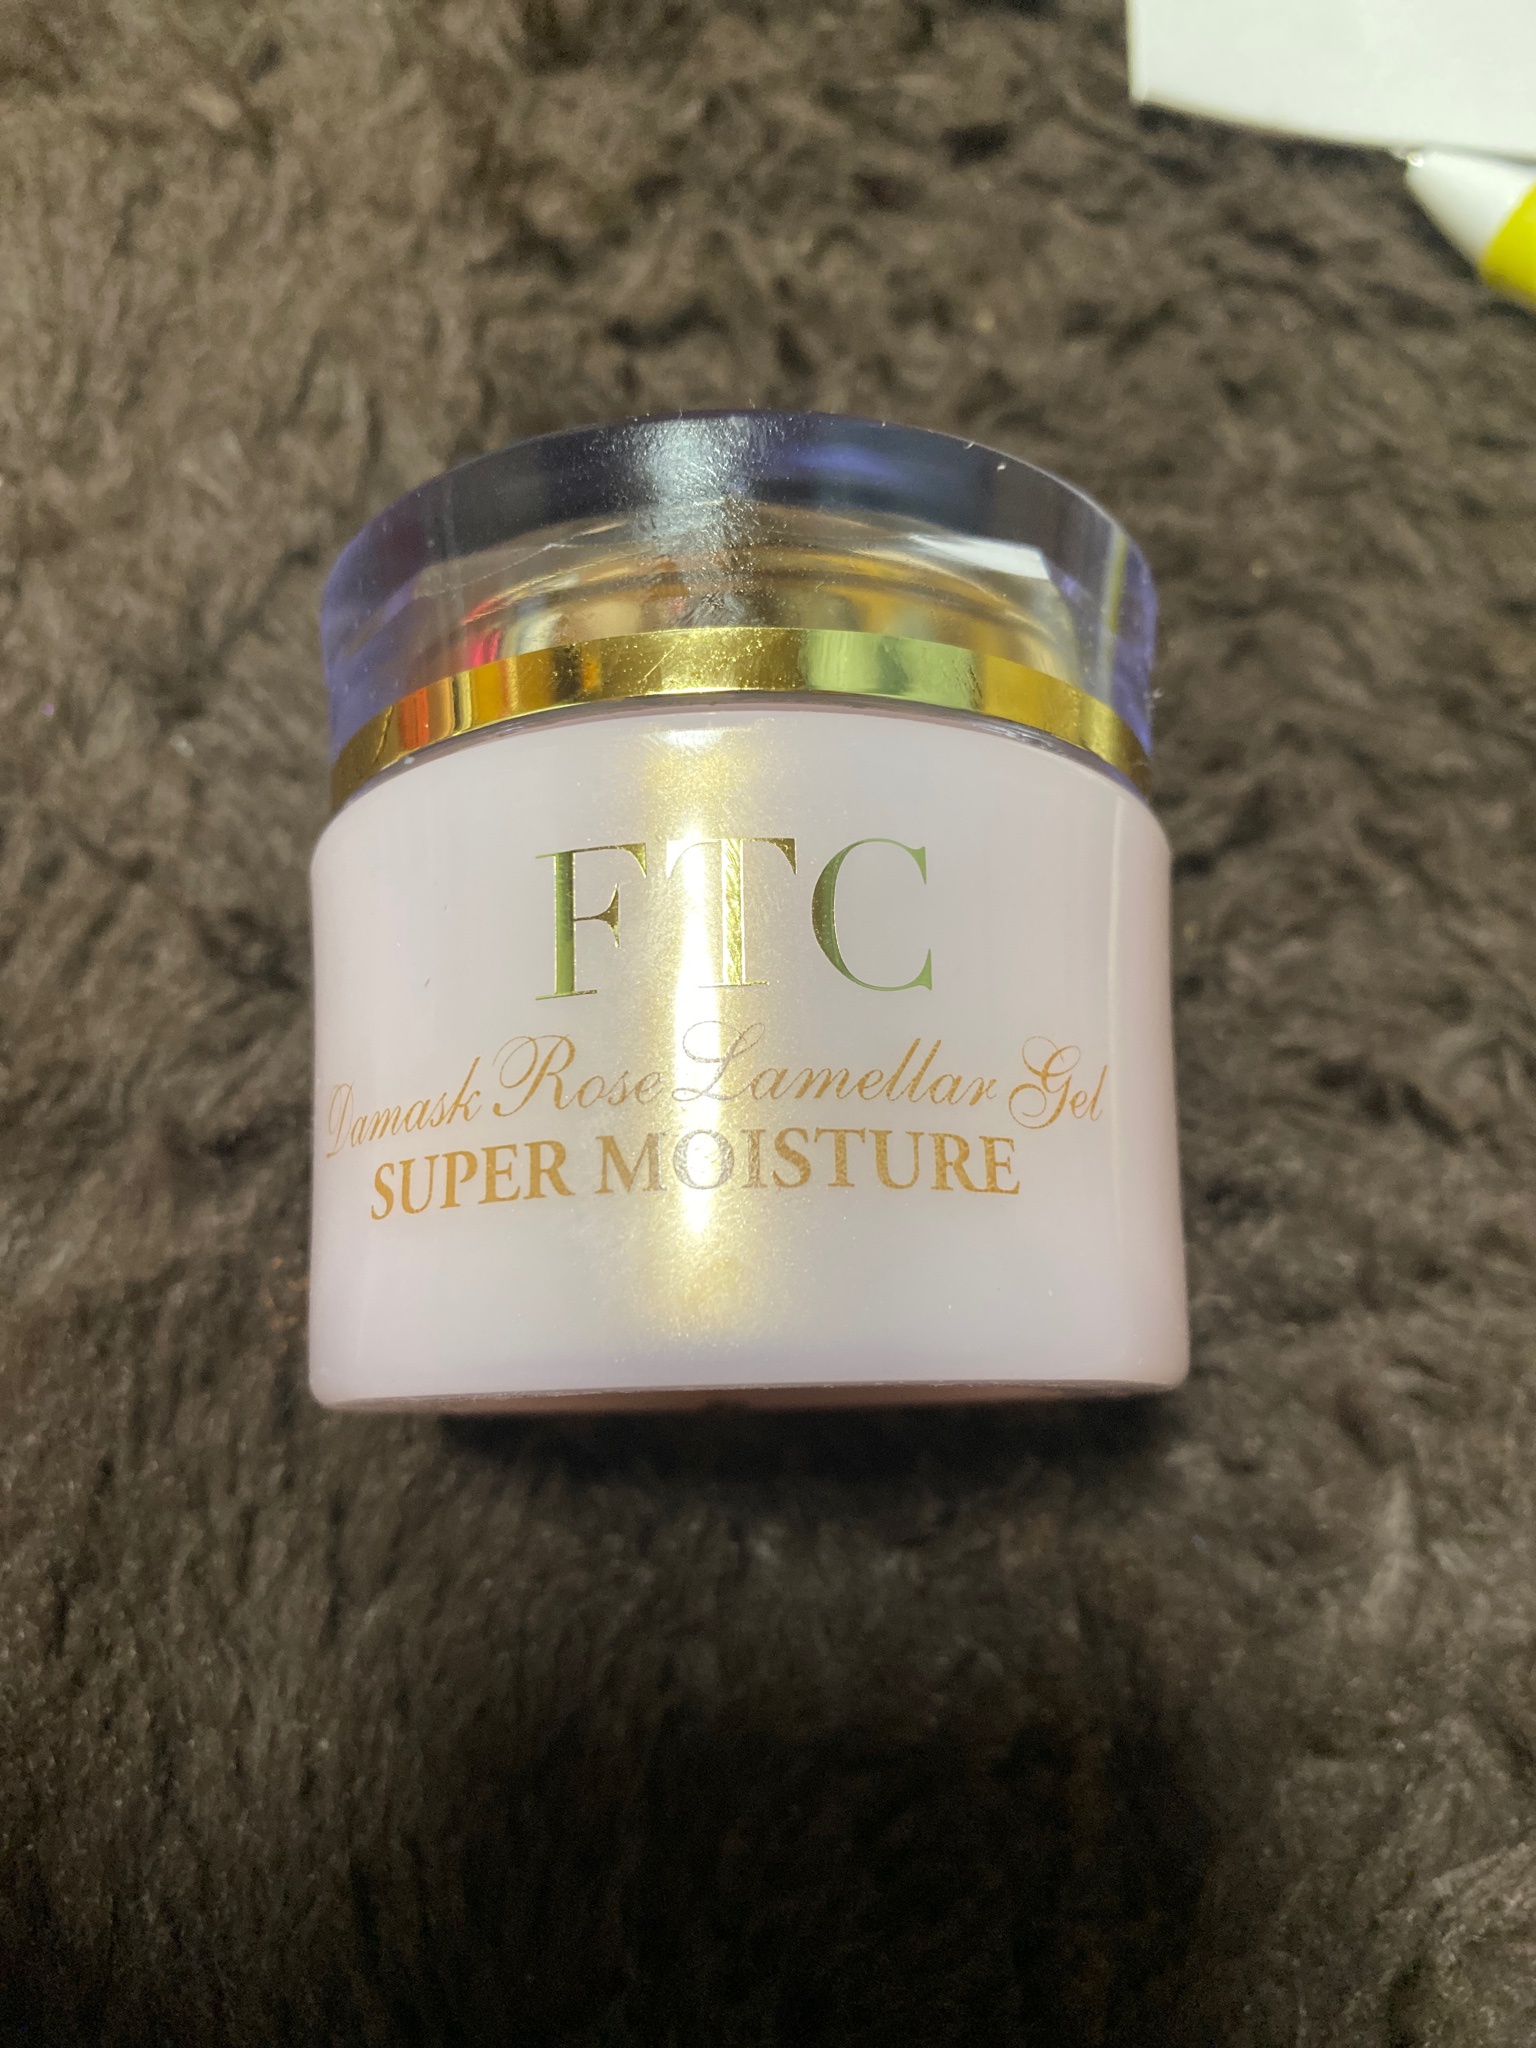 FTC
Damask Rose Lamellar Gel
SUPER MOISTURE